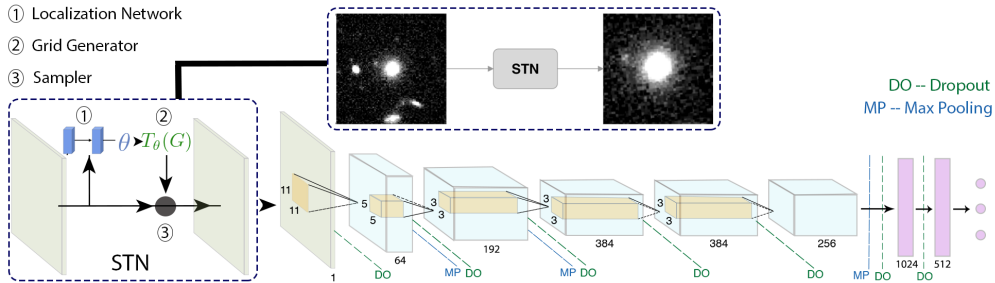 ① Localization Network
② Grid Generator
③ Sampler
STN
DO -- Dropout
MP -- Max Pooling
① ②
θ Tθ(G)
③
STN
11
11
1
DO
5
5
64
3
3
MP
DO
192
3
3
MP
DO
384
3
3
DO
384
DO
256
MP
DO
1024
DO
512